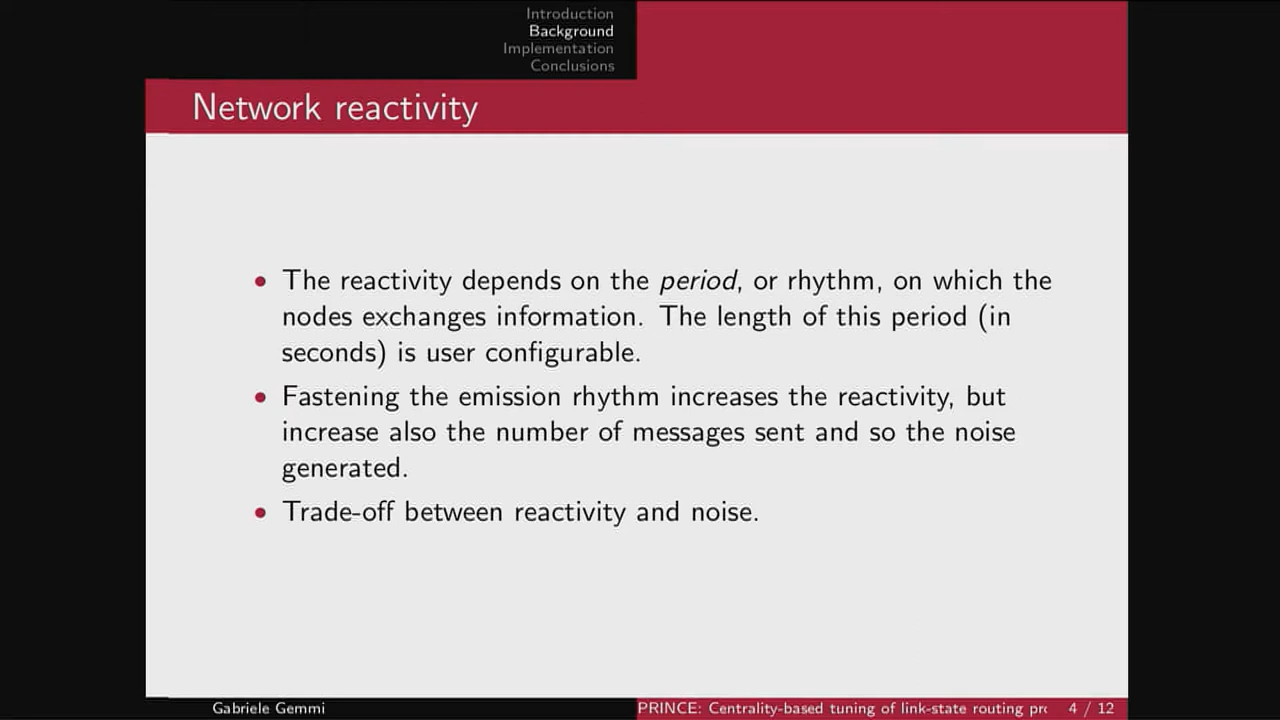 Introduction
Background
Implementation
Conclusions
Network reactivity
• The reactivity depends on the period, or rhythm, on which the
nodes exchanges information. The length of this period (in
seconds) is user configurable.
• Fastening the emission rhythm increases the reactivity, but
increase also the number of messages sent and so the noise
generated.
• Trade-off between reactivity and noise.
Gabriele Gemmi
PRINCE: Centrality-based tuning of link-state routing pr
4 / 12